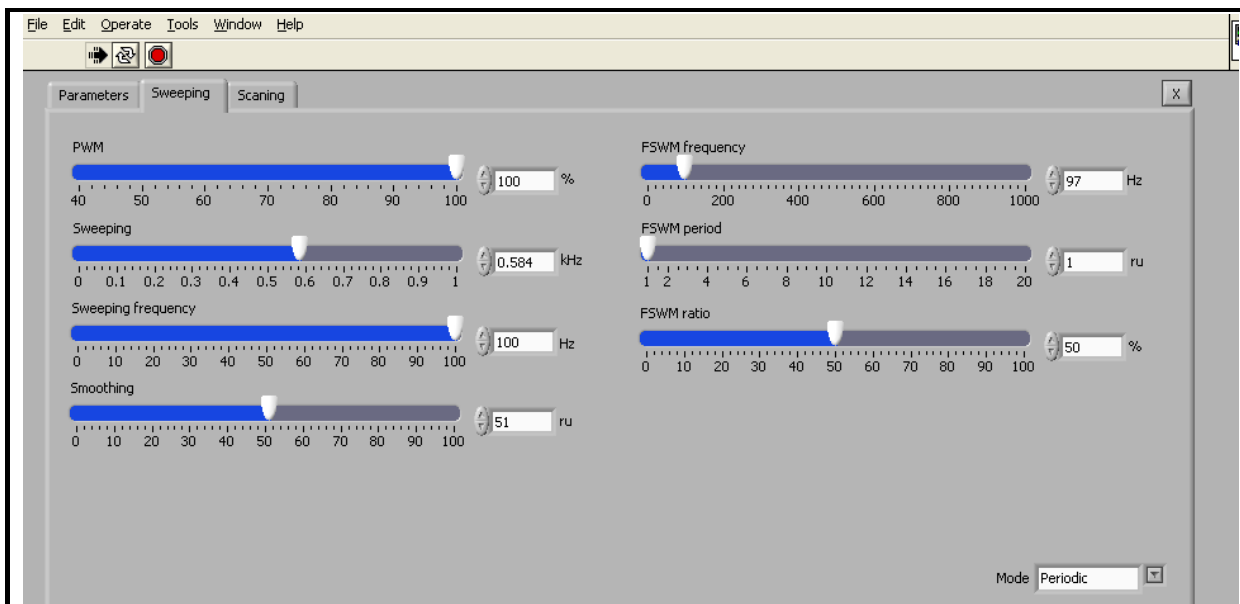 File Edit Operate Tools Window Help
Parameters Sweeping Scaning X
PWM
100 %
40 50 60 70 80 90 100
Sweeping
0.584 kHz
0 0.1 0.2 0.3 0.4 0.5 0.6 0.7 0.8 0.9 1
Sweeping frequency
100 Hz
0 10 20 30 40 50 60 70 80 90 100
Smoothing
51 ru
0 10 20 30 40 50 60 70 80 90 100
FSWM frequency
97 Hz
0 200 400 600 800 1000
FSWM period
1 ru
1 2 4 6 8 10 12 14 16 18 20
FSWM ratio
50 %
0 10 20 30 40 50 60 70 80 90 100
Mode Periodic